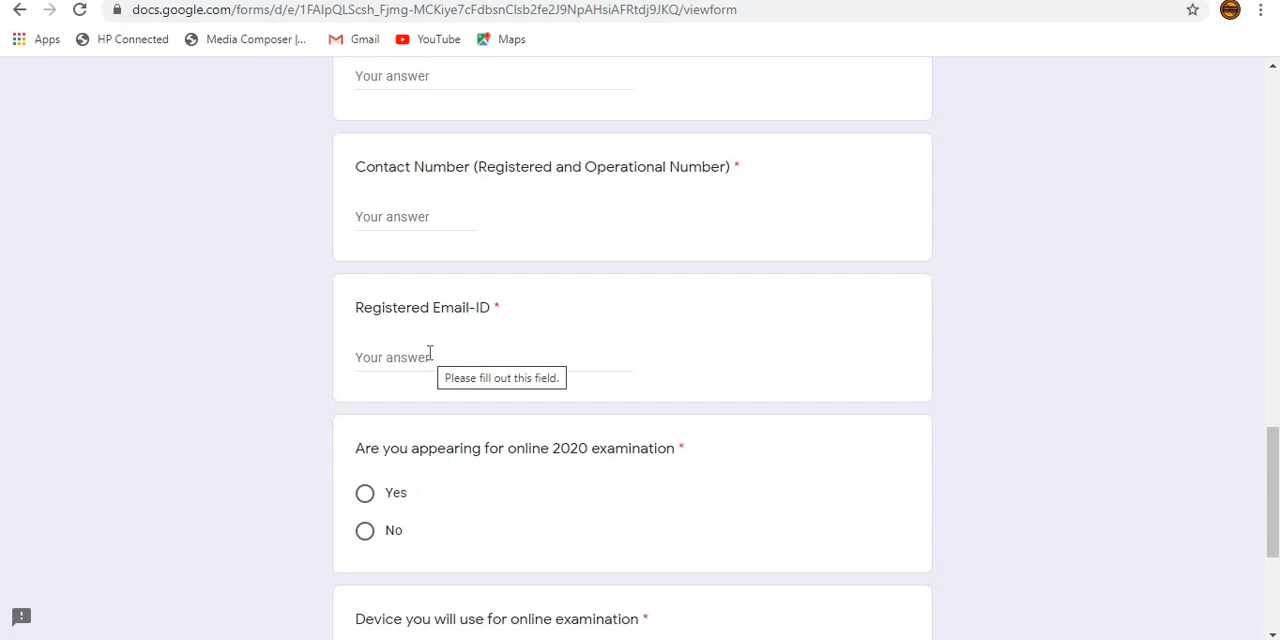 docs.google.com/forms/d/e/1FAIpQLScsh_Fjmg-MCKiye7cFdbsnClsb2fe2J9NpAHsiAFRtdj9JKQ/viewform
Apps HP Connected Media Composer |... Gmail YouTube Maps
Your answer
Contact Number (Registered and Operational Number) *
Your answer
Registered Email-ID *
Your answer
Please fill out this field.
Are you appearing for online 2020 examination *
Yes
No
Device you will use for online examination *